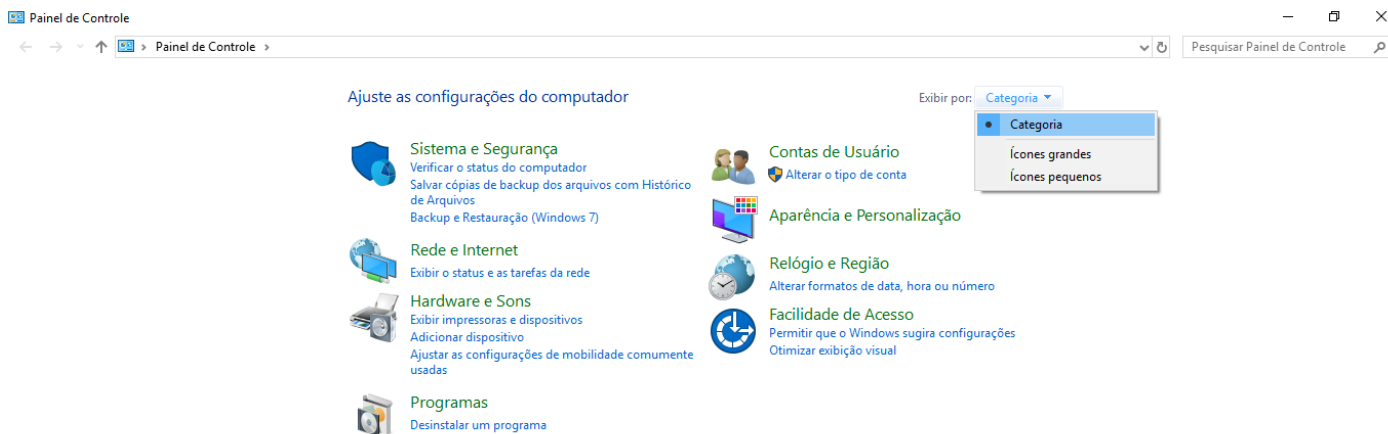 Painel de Controle
Painel de Controle
Pesquisar Painel de Controle
Ajuste as configurações do computador
Exibir por: Categoria
Categoria
Ícones grandes
Ícones pequenos
Sistema e Segurança
Verificar o status do computador
Salvar cópias de backup dos arquivos com Histórico
de Arquivos
Backup e Restauração (Windows 7)
Rede e Internet
Exibir o status e as tarefas da rede
Hardware e Sons
Exibir impressoras e dispositivos
Adicionar dispositivo
Ajustar as configurações de mobilidade comumente
usadas
Programas
Desinstalar um programa
Contas de Usuário
Alterar o tipo de conta
Aparência e Personalização
Relógio e Região
Alterar formatos de data, hora ou número
Facilidade de Acesso
Permitir que o Windows sugira configurações
Otimizar exibição visual